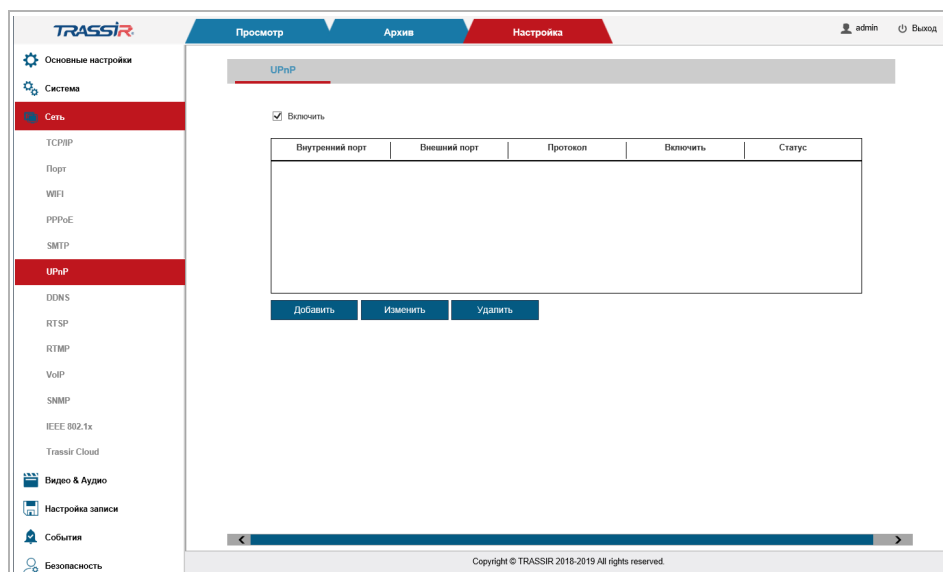 TRASSIR
Просмотр
Архив
Настройка
admin
Выход
Основные настройки
Система
Сеть
TCP/IP
Порт
WIFI
PPPoE
SMTP
UPnP
DDNS
RTSP
RTMP
VoIP
SNMP
IEEE 802.1x
Trassir Cloud
Видео & Аудио
Настройка записи
События
Безопасность
UPnP
Включить
Внутренний порт
Внешний порт
Протокол
Включить
Статус
Добавить
Изменить
Удалить
Copyright © TRASSIR 2018-2019 All rights reserved.